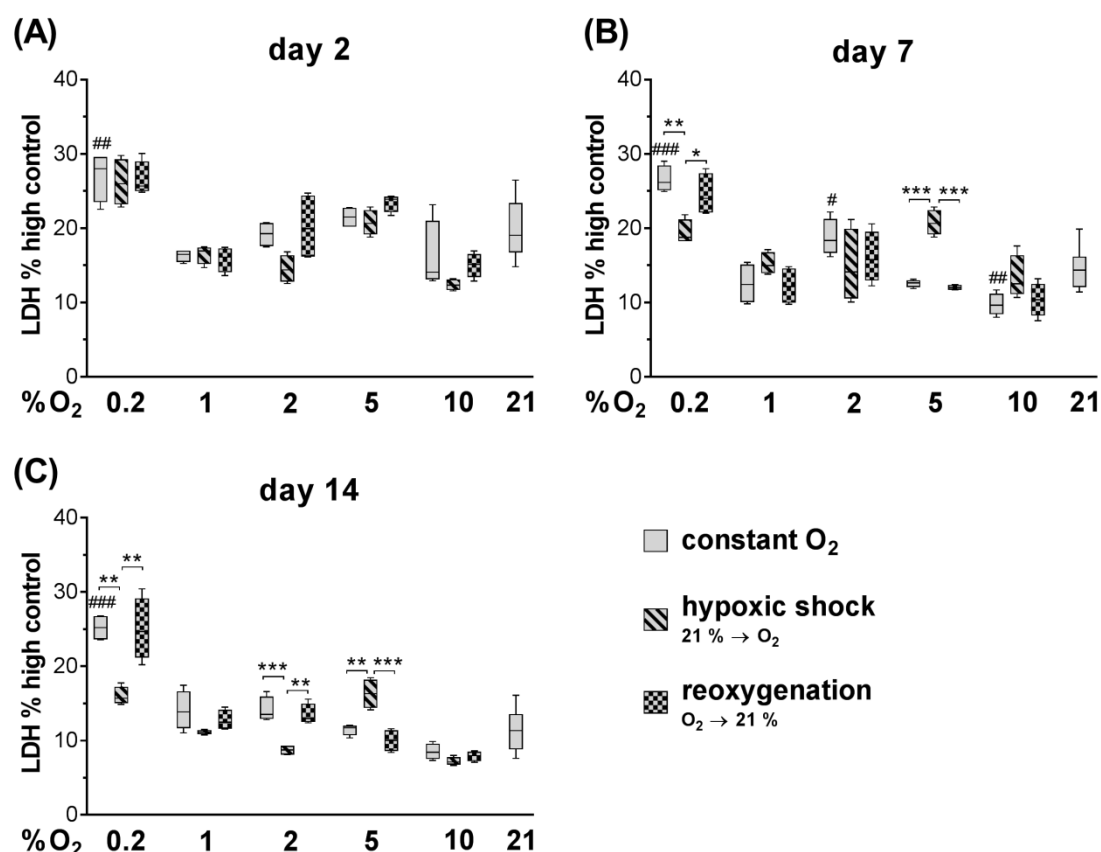 (A)
day 2
LDH % high control
40
30
20
10
0
##
%O₂ 0.2 1 2 5 10 21
(B)
day 7
LDH % high control
40
30
20
10
0
**
### *
#
*** ***
##
%O₂ 0.2 1 2 5 10 21
(C)
day 14
LDH % high control
40
30
20
10
0
** **
###
*** **
** ***
%O₂ 0.2 1 2 5 10 21
constant O₂
hypoxic shock
21 % → O₂
reoxygenation
O₂ → 21 %